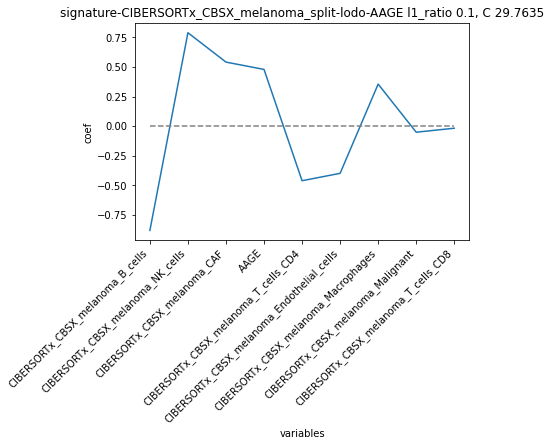 signature-CIBERSORTx_CBSX_melanoma_split-lodo-AAGE l1_ratio 0.1, C 29.7635
0.75
0.50
0.25
0.00
−0.25
−0.50
−0.75
coef
CIBERSORTx_CBSX_melanoma_B_cells
CIBERSORTx_CBSX_melanoma_NK_cells
CIBERSORTx_CBSX_melanoma_CAF
AAGE
CIBERSORTx_CBSX_melanoma_T_cells_CD4
CIBERSORTx_CBSX_melanoma_Endothelial_cells
CIBERSORTx_CBSX_melanoma_Macrophages
CIBERSORTx_CBSX_melanoma_Malignant
CIBERSORTx_CBSX_melanoma_T_cells_CD8
variables